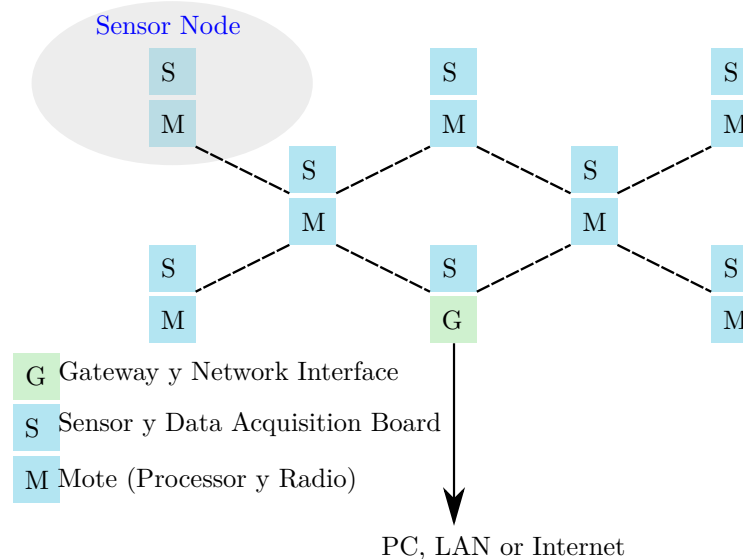 Sensor Node
S S S
M M M
S S
M M
S S S
M G M
G Gateway y Network Interface
S Sensor y Data Acquisition Board
M Mote (Processor y Radio)
PC, LAN or Internet